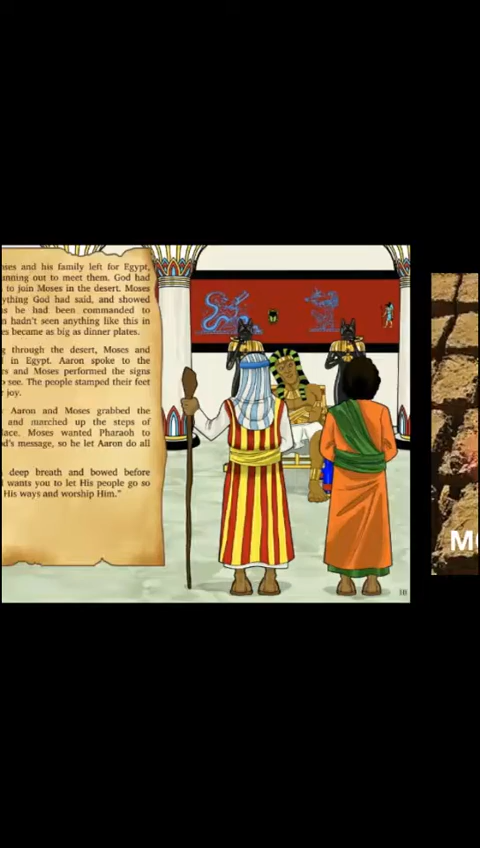 ses and his family left for Egypt,
anning out to meet them. God had
to join Moses in the desert. Moses
ything God had said, and showed
s he had been commanded to
n hadn't seen anything like this in
es became as big as dinner plates.
g through the desert, Moses and
in Egypt. Aaron spoke to the
rs and Moses performed the signs
o see. The people stamped their feet
r joy.
Aaron and Moses grabbed the
and marched up the steps of
lace. Moses wanted Pharaoh to
d's message, so he let Aaron do all
deep breath and bowed before
wants you to let His people go so
His ways and worship Him."
18
M